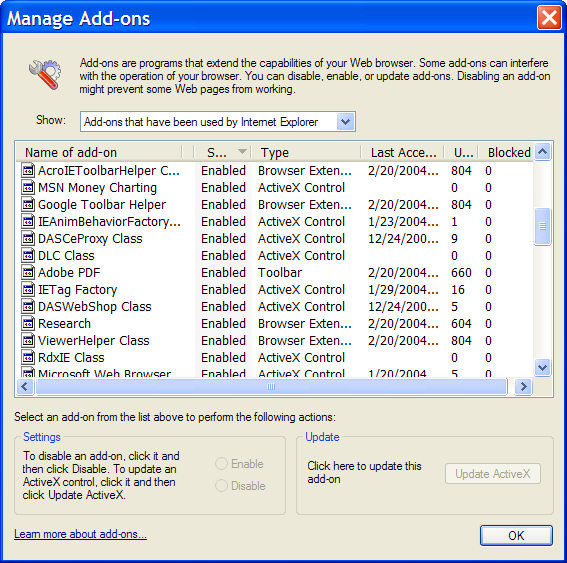 Manage Add-ons
Add-ons are programs that extend the capabilities of your Web browser. Some add-ons can interfere
with the operation of your browser. You can disable, enable, or update add-ons. Disabling an add-on
might prevent some Web pages from working.
Show: Add-ons that have been used by Internet Explorer
Name of add-on S... Type Last Acce... U... Blocked
AcroIEToolbarHelper C... Enabled Browser Exten... 2/20/2004... 804 0
MSN Money Charting Enabled ActiveX Control 0 0
Google Toolbar Helper Enabled Browser Exten... 2/20/2004... 804 0
IEAnimBehaviorFactory... Enabled ActiveX Control 1/23/2004... 1 0
DASCeProxy Class Enabled ActiveX Control 12/24/200... 9 0
DLC Class Enabled ActiveX Control 0 0
Adobe PDF Enabled Toolbar 2/20/2004... 660 0
IETag Factory Enabled ActiveX Control 1/29/2004... 16 0
DASWebShop Class Enabled ActiveX Control 12/24/200... 5 0
Research Enabled Browser Exten... 2/20/2004... 604 0
ViewerHelper Class Enabled Browser Exten... 2/20/2004... 804 0
RdxIE Class Enabled ActiveX Control 0 0
Microsoft Web Browser Enabled ActiveX Control 1/20/2004 5 0
Select an add-on from the list above to perform the following actions:
Settings
To disable an add-on, click it and
then click Disable. To update an
ActiveX control, click it and then
click Update ActiveX.
Enable
Disable
Update
Click here to update this
add-on
Update ActiveX
Learn more about add-ons...
OK